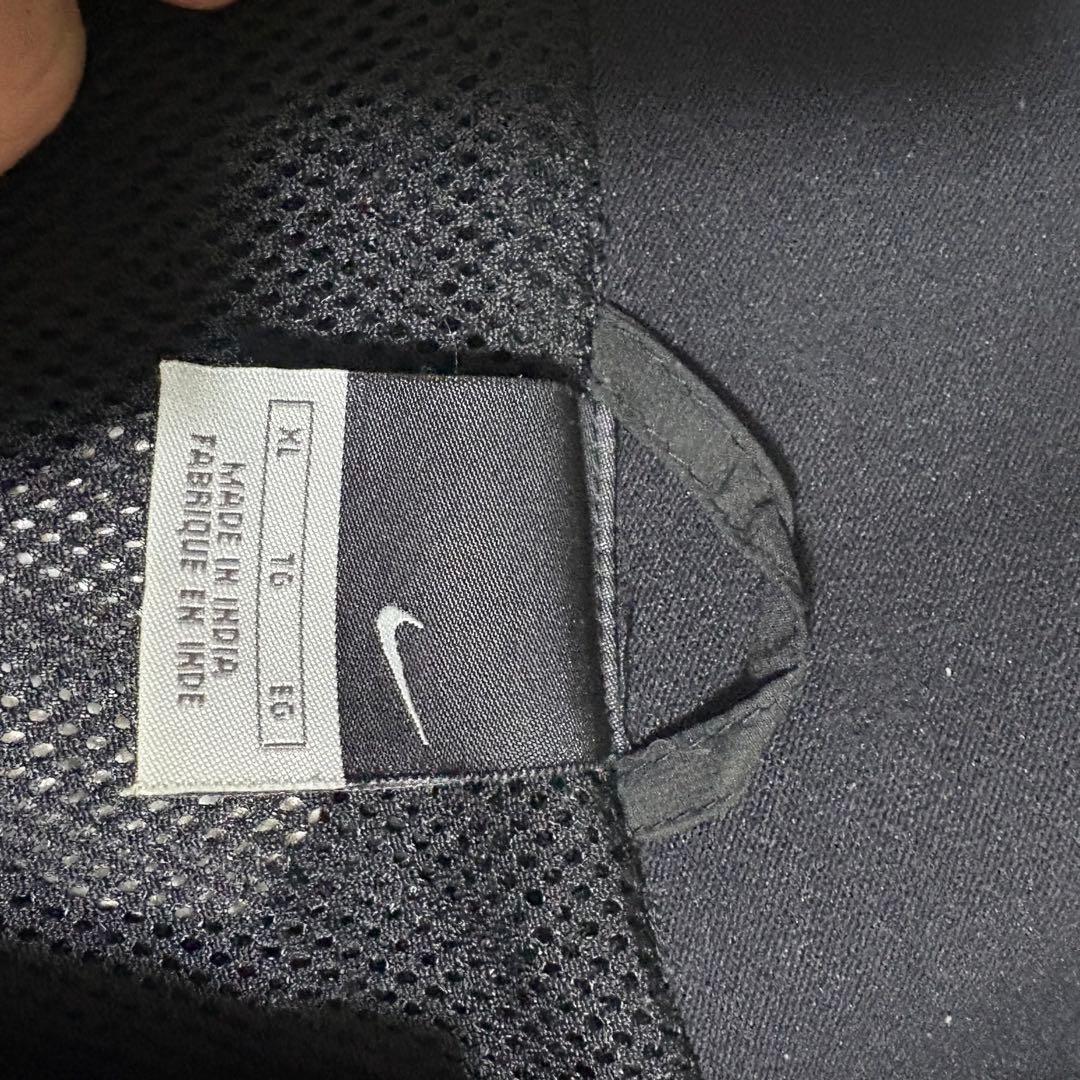 XL TG EG
MADE IN INDIA
FABRIQUE EN INDE